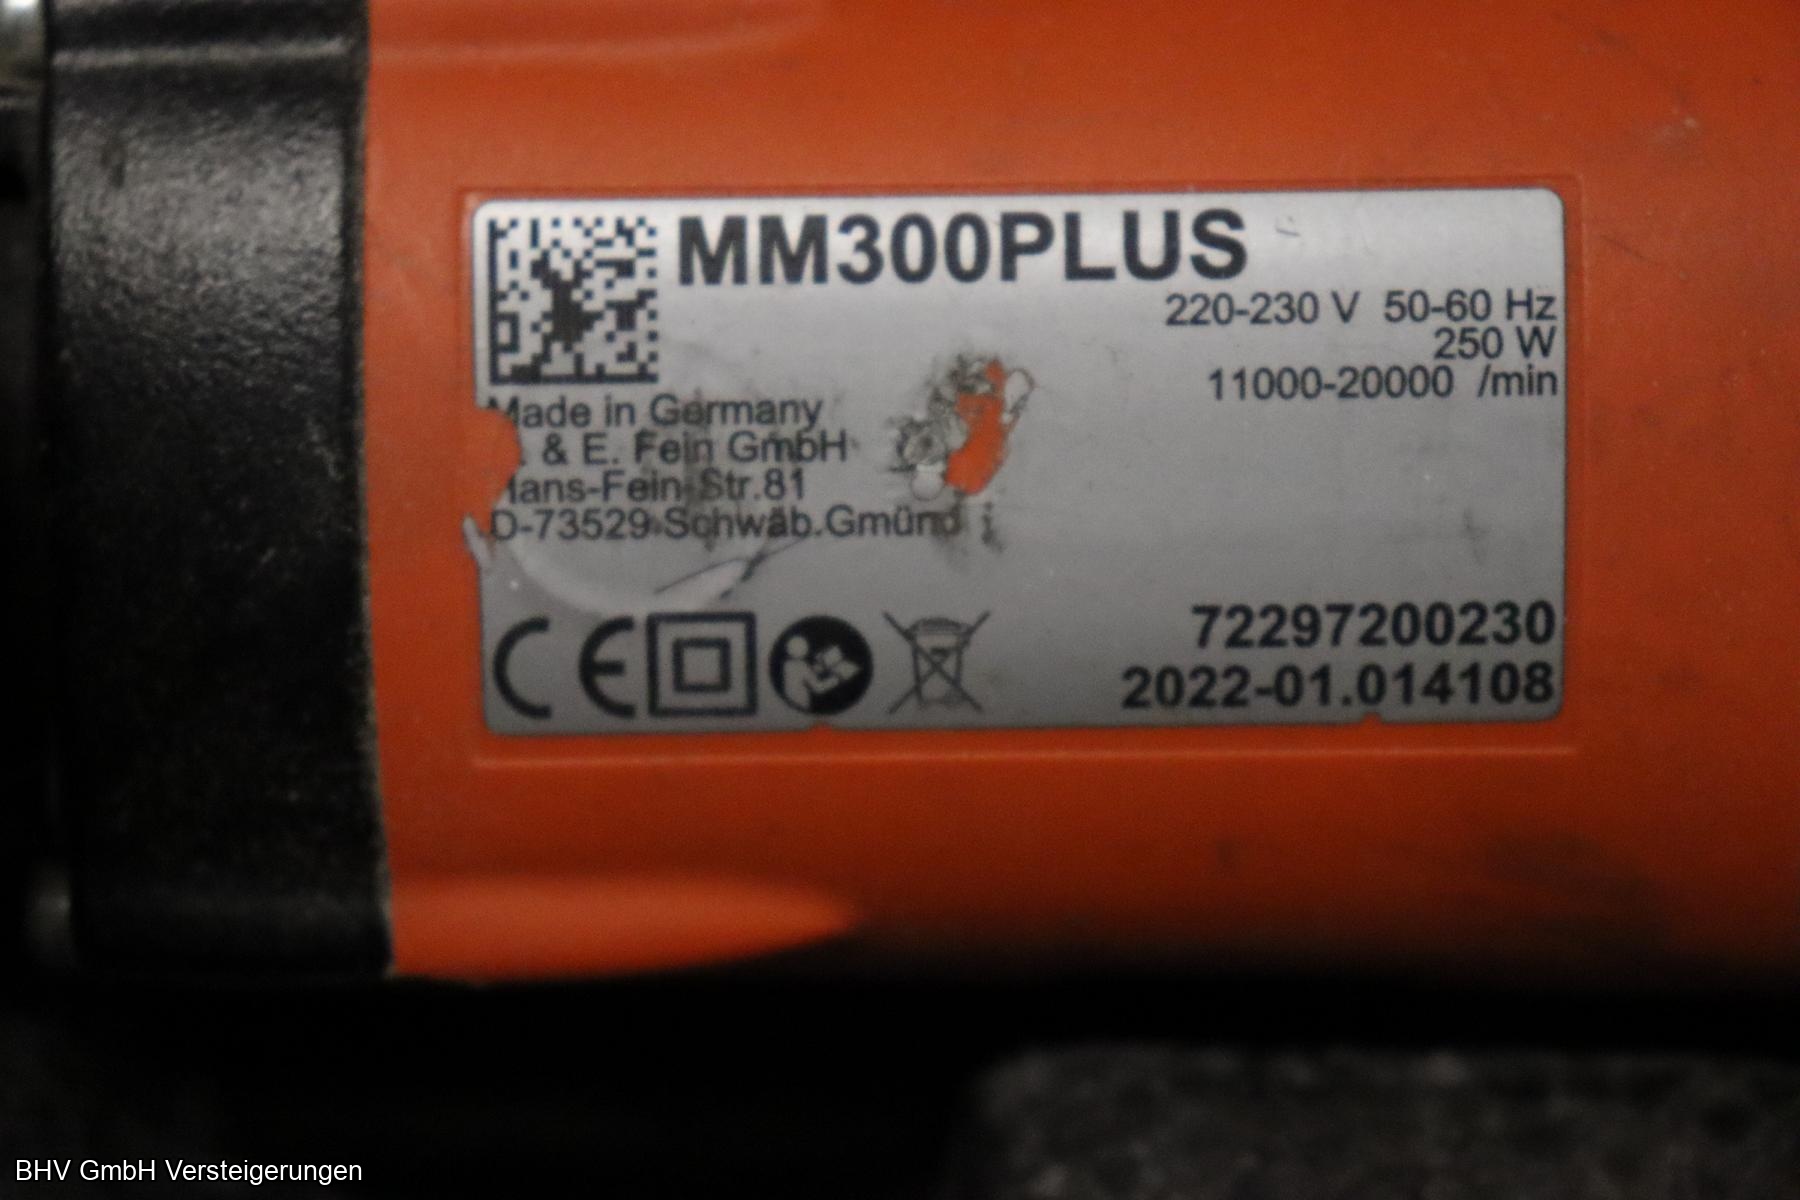 MM300PLUS
220-230 V 50-60 Hz
250 W
11000-20000 /min
Made in Germany
& E. Fein GmbH
Hans-Fein-Str.81
D-73529 Schwäb.Gmünd
CE
72297200230
2022-01.014108
BHV GmbH Versteigerungen